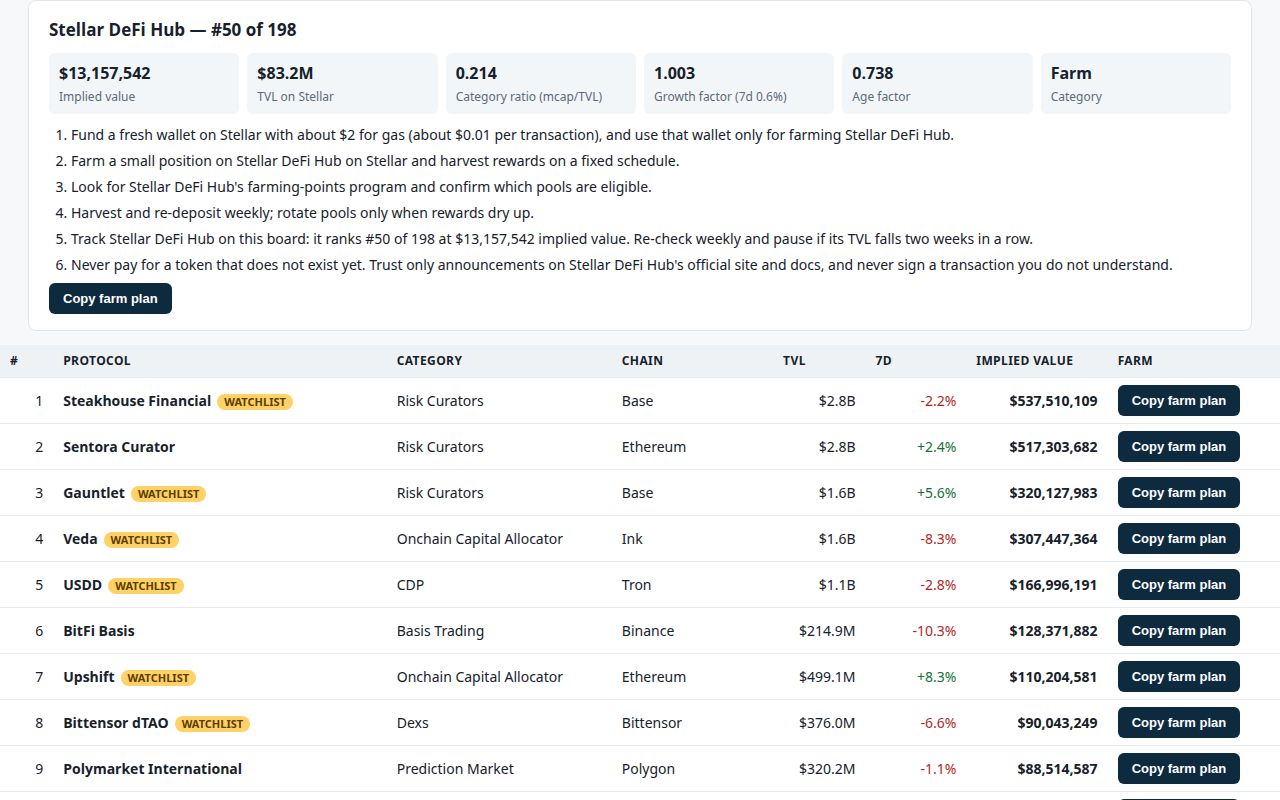 Stellar DeFi Hub — #50 of 198
$13,157,542 $83.2M 0.214 1.003 0.738 Farm
Implied value TVL on Stellar Category ratio (mcap/TVL) Growth factor (7d 0.6%) Age factor Category
1. Fund a fresh wallet on Stellar with about $2 for gas (about $0.01 per transaction), and use that wallet only for farming Stellar DeFi Hub.
2. Farm a small position on Stellar DeFi Hub on Stellar and harvest rewards on a fixed schedule.
3. Look for Stellar DeFi Hub's farming-points program and confirm which pools are eligible.
4. Harvest and re-deposit weekly; rotate pools only when rewards dry up.
5. Track Stellar DeFi Hub on this board: it ranks #50 of 198 at $13,157,542 implied value. Re-check weekly and pause if its TVL falls two weeks in a row.
6. Never pay for a token that does not exist yet. Trust only announcements on Stellar DeFi Hub's official site and docs, and never sign a transaction you do not understand.
Copy farm plan
# PROTOCOL CATEGORY CHAIN TVL 7D IMPLIED VALUE FARM
1 Steakhouse Financial WATCHLIST Risk Curators Base $2.8B -2.2% $537,510,109 Copy farm plan
2 Sentora Curator Risk Curators Ethereum $2.8B +2.4% $517,303,682 Copy farm plan
3 Gauntlet WATCHLIST Risk Curators Base $1.6B +5.6% $320,127,983 Copy farm plan
4 Veda WATCHLIST Onchain Capital Allocator Ink $1.6B -8.3% $307,447,364 Copy farm plan
5 USDD WATCHLIST CDP Tron $1.1B -2.8% $166,996,191 Copy farm plan
6 BitFi Basis Basis Trading Binance $214.9M -10.3% $128,371,882 Copy farm plan
7 Upshift WATCHLIST Onchain Capital Allocator Ethereum $499.1M +8.3% $110,204,581 Copy farm plan
8 Bittensor dTAO WATCHLIST Dexs Bittensor $376.0M -6.6% $90,043,249 Copy farm plan
9 Polymarket International Prediction Market Polygon $320.2M -1.1% $88,514,587 Copy farm plan